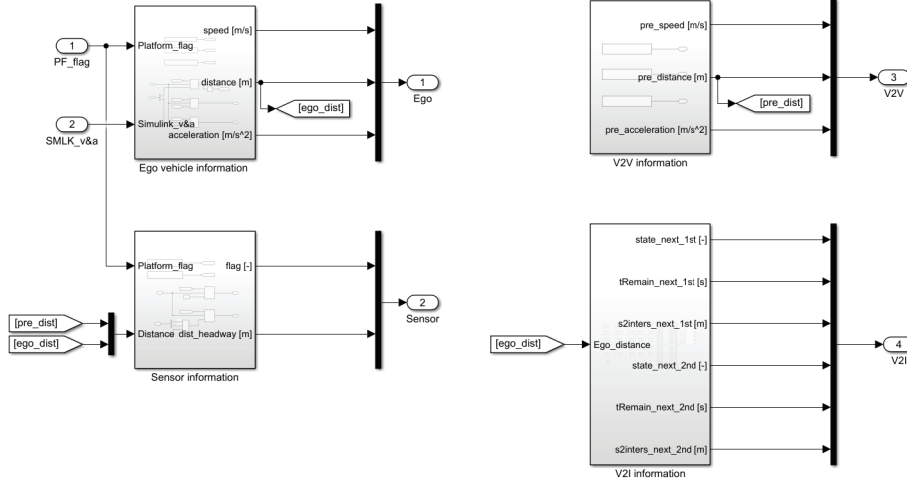 1
PF_flag
2
SMLK_v&a
Platform_flag
Simulink_v&a
speed [m/s]
distance [m]
acceleration [m/s^2]
Ego vehicle information
[ego_dist]
1
Ego
pre_speed [m/s]
pre_distance [m]
pre_acceleration [m/s^2]
V2V information
[pre_dist]
3
V2V
[pre_dist]
[ego_dist]
Platform_flag
Distance
flag [-]
dist_headway [m]
Sensor information
2
Sensor
[ego_dist]
Ego_distance
state_next_1st [-]
tRemain_next_1st [s]
s2inters_next_1st [m]
state_next_2nd [-]
tRemain_next_2nd [s]
s2inters_next_2nd [m]
V2I information
4
V2I